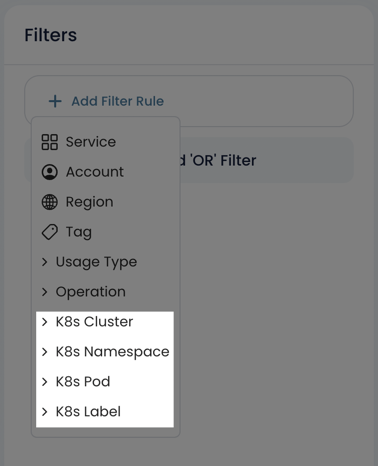 Filters
Add Filter Rule
d 'OR' Filter
Service
Account
Region
Tag
Usage Type
Operation
K8s Cluster
K8s Namespace
K8s Pod
K8s Label